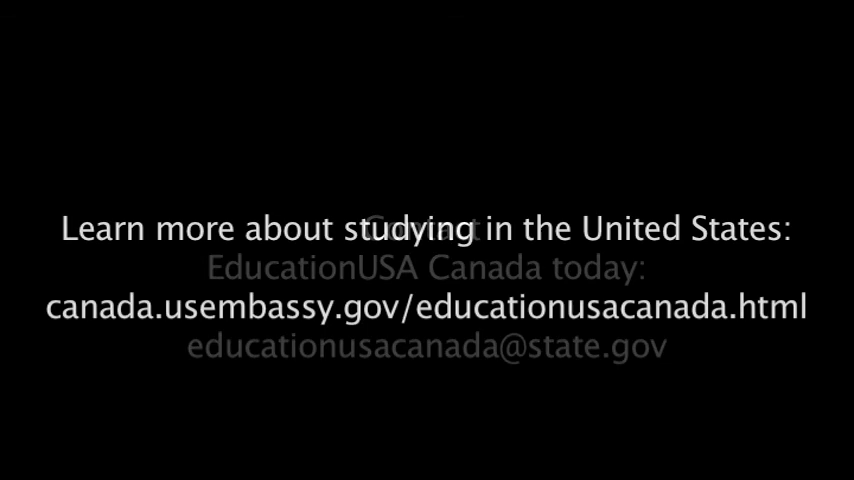 Learn more about studying in the United States:
Contact
EducationUSA Canada today:
canada.usembassy.gov/educationusacanada.html
educationusacanada@state.gov